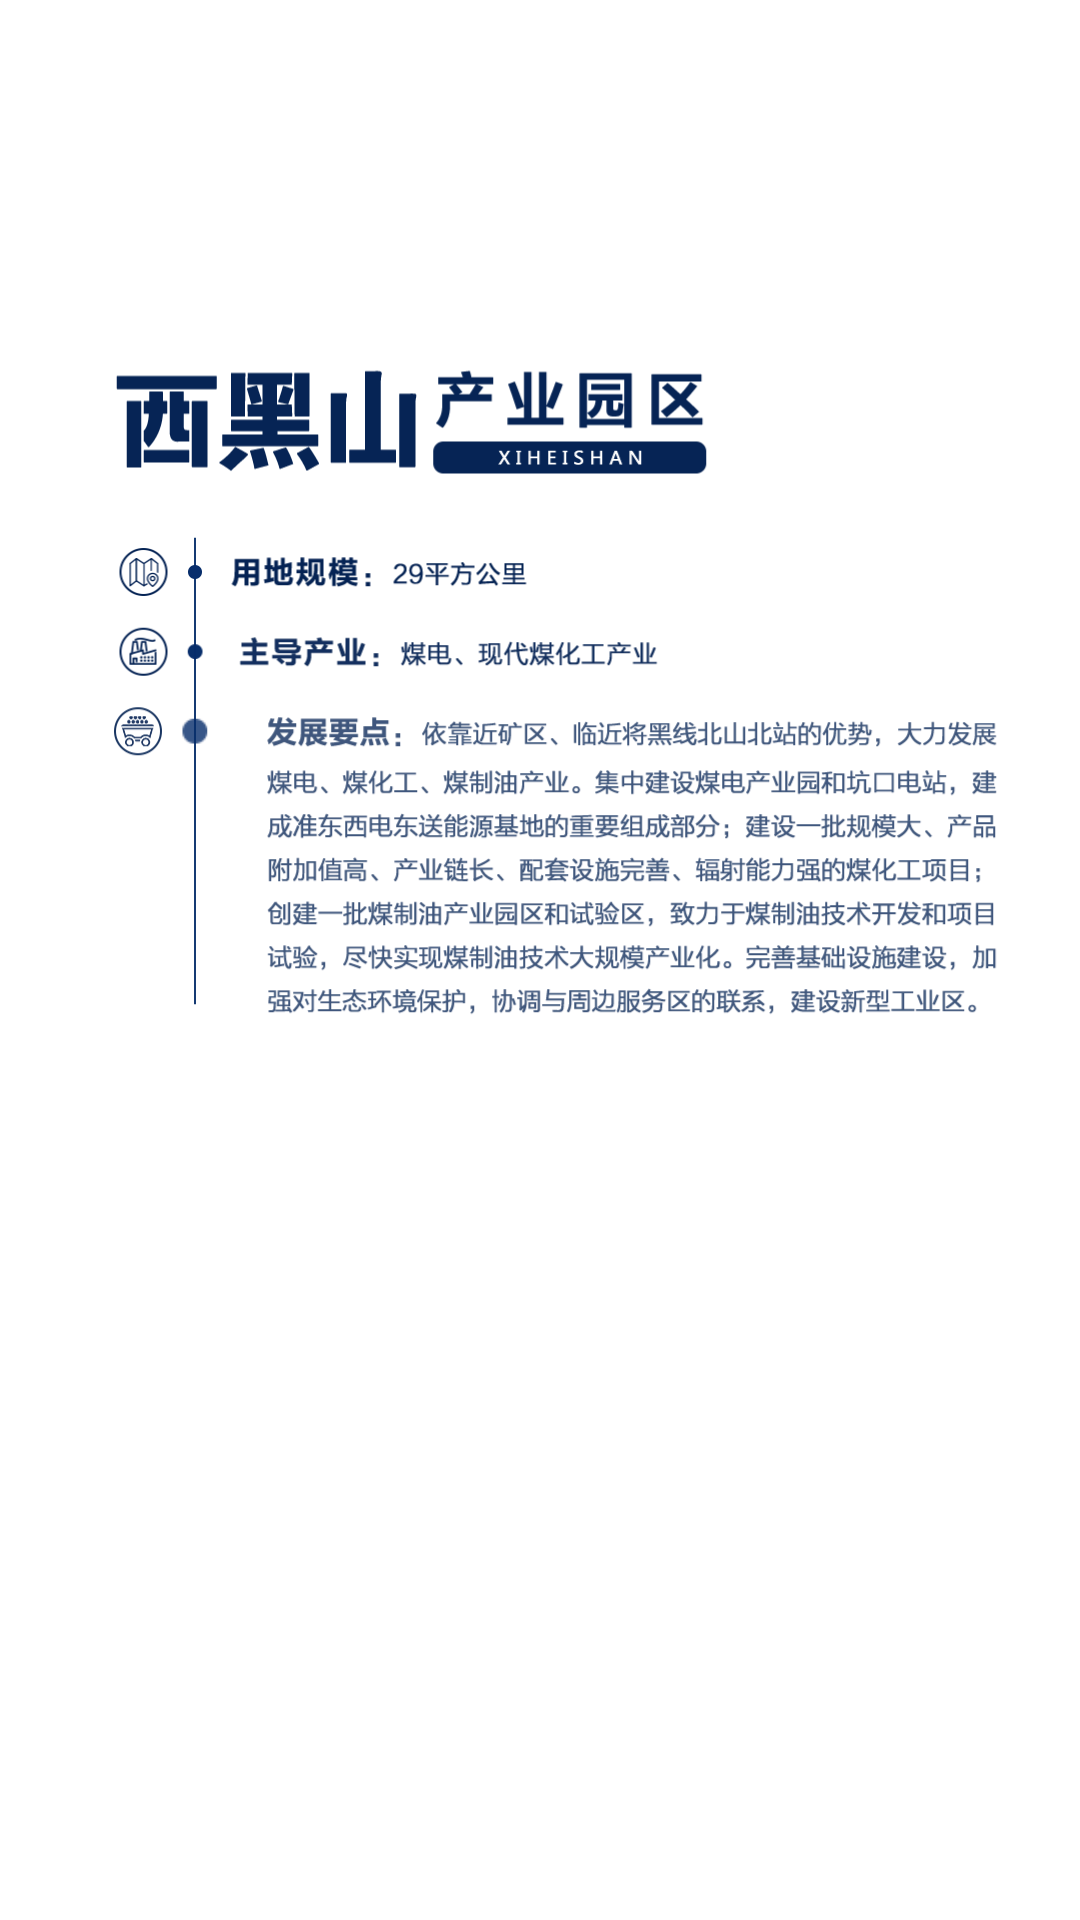 西黑山产业园区
XIHEISHAN
用地规模：29平方公里
主导产业：煤电、现代煤化工产业
发展要点：依靠近矿区、临近将黑线北山北站的优势，大力发展
煤电、煤化工、煤制油产业。集中建设煤电产业园和坑口电站，建
成准东西电东送能源基地的重要组成部分；建设一批规模大、产品
附加值高、产业链长、配套设施完善、辐射能力强的煤化工项目；
创建一批煤制油产业园区和试验区，致力于煤制油技术开发和项目
试验，尽快实现煤制油技术大规模产业化。完善基础设施建设，加
强对生态环境保护，协调与周边服务区的联系，建设新型工业区。